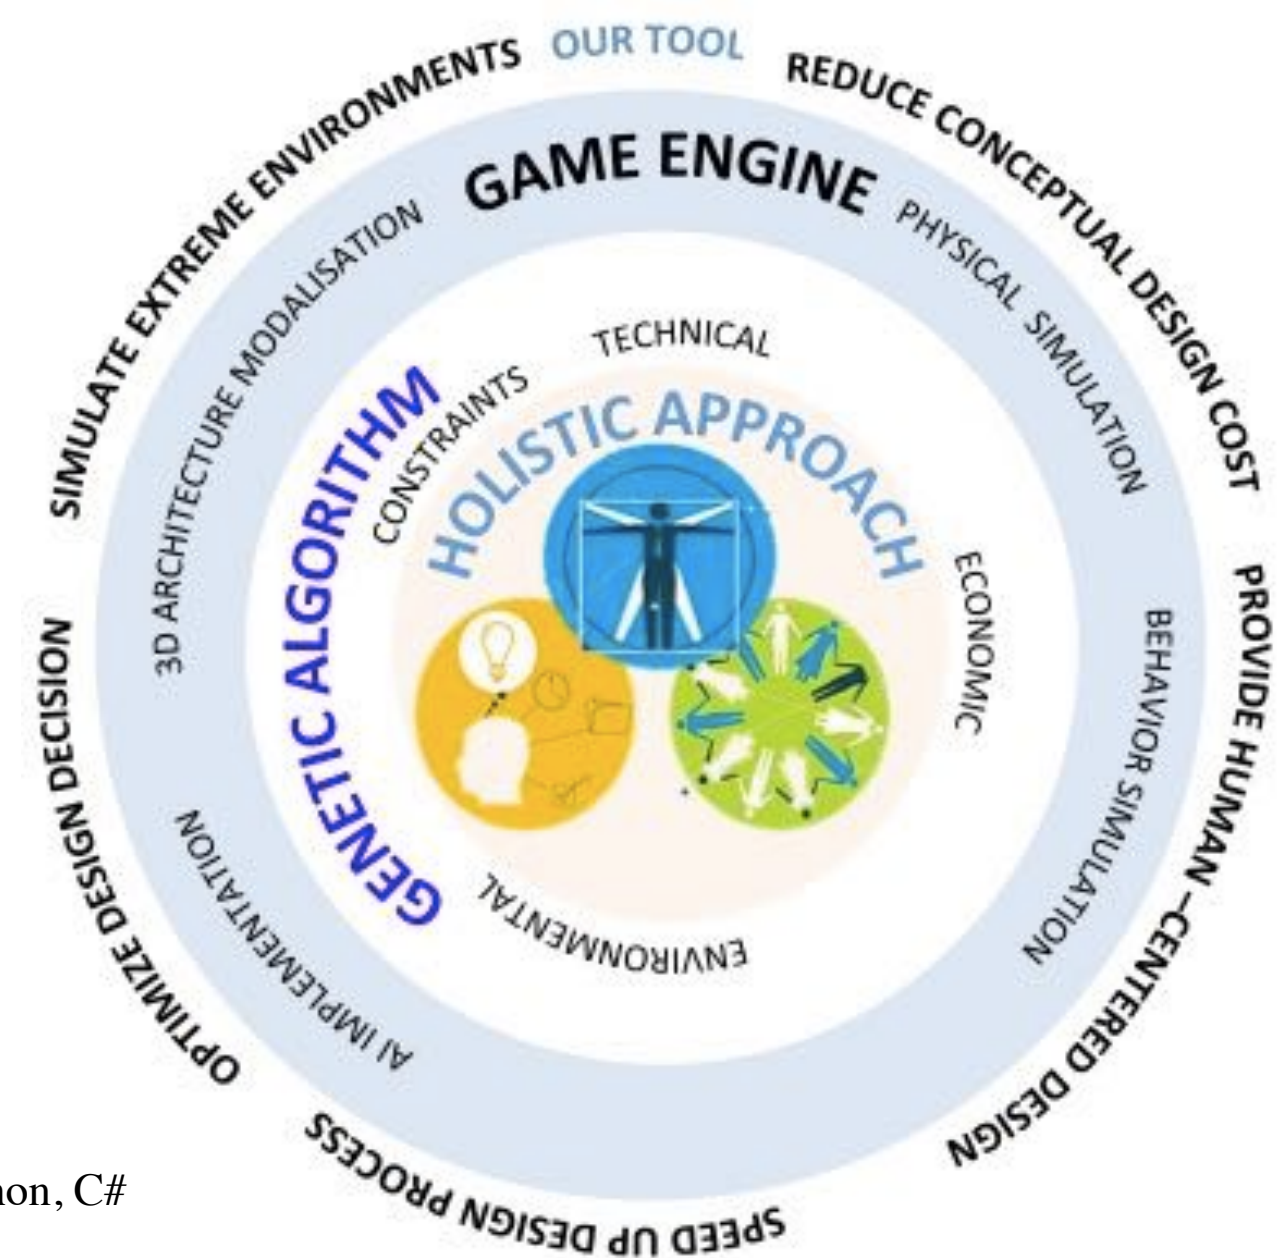 OUR TOOL
REDUCE CONCEPTUAL DESIGN COST
PROVIDE HUMAN –CENTERED DESIGN
SPEED UP DESIGN PROCESS
OPTIMIZE DESIGN DECISION
SIMULATE EXTREME ENVIRONMENTS
GAME ENGINE
PHYSICAL SIMULATION
BEHAVIOR SIMULATION
AI IMPLEMENTATION
3D ARCHITECTURE MODALISATION
GENETIC ALGORITHM
CONSTRAINTS
TECHNICAL
ECONOMIC
ENVIRONMENTAL
HOLISTIC APPROACH
C#